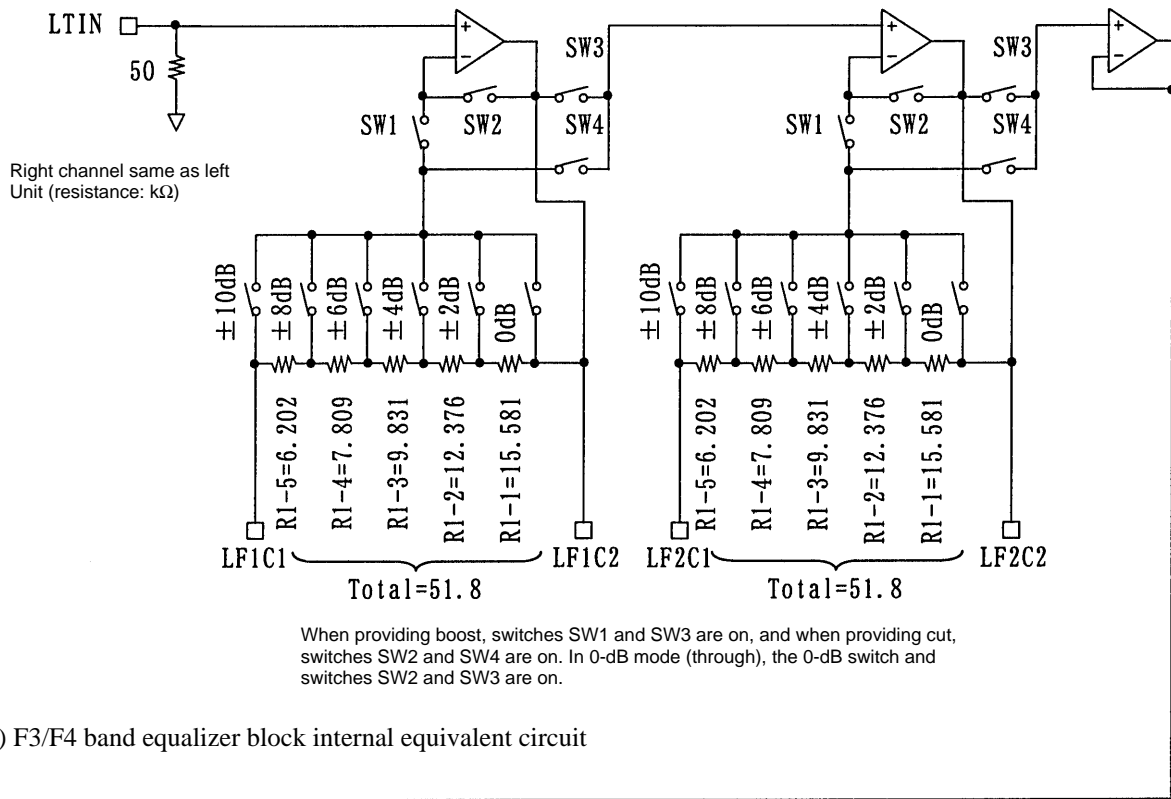 LTIN
50
Right channel same as left
Unit (resistance: kΩ)
+
−
SW3
SW1
SW2
SW4
+
−
SW3
SW1
SW2
SW4
+
−
±10dB
±8dB
±6dB
±4dB
±2dB
0dB
±10dB
±8dB
±6dB
±4dB
±2dB
0dB
R1-5=6.202
R1-4=7.809
R1-3=9.831
R1-2=12.376
R1-1=15.581
R1-5=6.202
R1-4=7.809
R1-3=9.831
R1-2=12.376
R1-1=15.581
LF1C1
LF1C2
LF2C1
LF2C2
Total=51.8
Total=51.8
When providing boost, switches SW1 and SW3 are on, and when providing cut,
switches SW2 and SW4 are on. In 0-dB mode (through), the 0-dB switch and
switches SW2 and SW3 are on.
) F3/F4 band equalizer block internal equivalent circuit